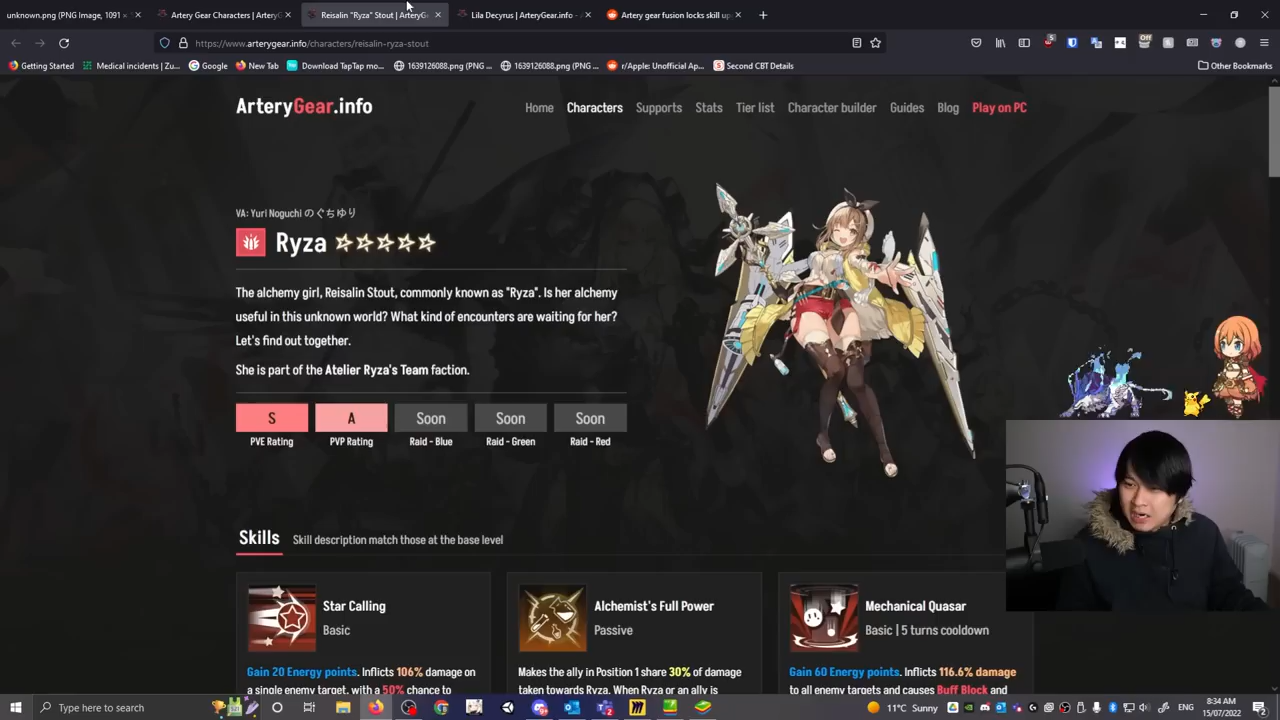 unknown.png (PNG Image, 1091 ×
Artery Gear Characters | ArteryG
Reisalin "Ryza" Stout | ArteryGe
Lila Decyrus | ArteryGear.info -
Artery gear fusion locks skill up
https://www.arterygear.info/characters/reisalin-ryza-stout
Getting Started
Medical incidents | Zu...
Google
New Tab
Download TapTap mo...
1639126088.png (PNG ...
1639126088.png (PNG ...
r/Apple: Unofficial Ap...
Second CBT Details
Other Bookmarks
ArteryGear.info
Home
Characters
Supports
Stats
Tier list
Character builder
Guides
Blog
Play on PC
VA: Yuri Noguchi のぐちゆり
Ryza
The alchemy girl, Reisalin Stout, commonly known as "Ryza". Is her alchemy
useful in this unknown world? What kind of encounters are waiting for her?
Let's find out together.
She is part of the Atelier Ryza's Team faction.
S
A
Soon
Soon
Soon
PVE Rating
PVP Rating
Raid - Blue
Raid - Green
Raid - Red
Skills
Skill description match those at the base level
Star Calling
Basic
Gain 20 Energy points. Inflicts 106% damage
on a single enemy target, with a 50% chance to
Alchemist's Full Power
Passive
Makes the ally in Position 1 share 30% of damage
taken towards Ryza. When Ryza or an ally is
Mechanical Quasar
Basic | 5 turns cooldown
Gain 60 Energy points. Inflicts 116.6% damage
to all enemy targets and causes Buff Block and
Type here to search
11°C Sunny
ENG
8:34 AM
15/07/2022